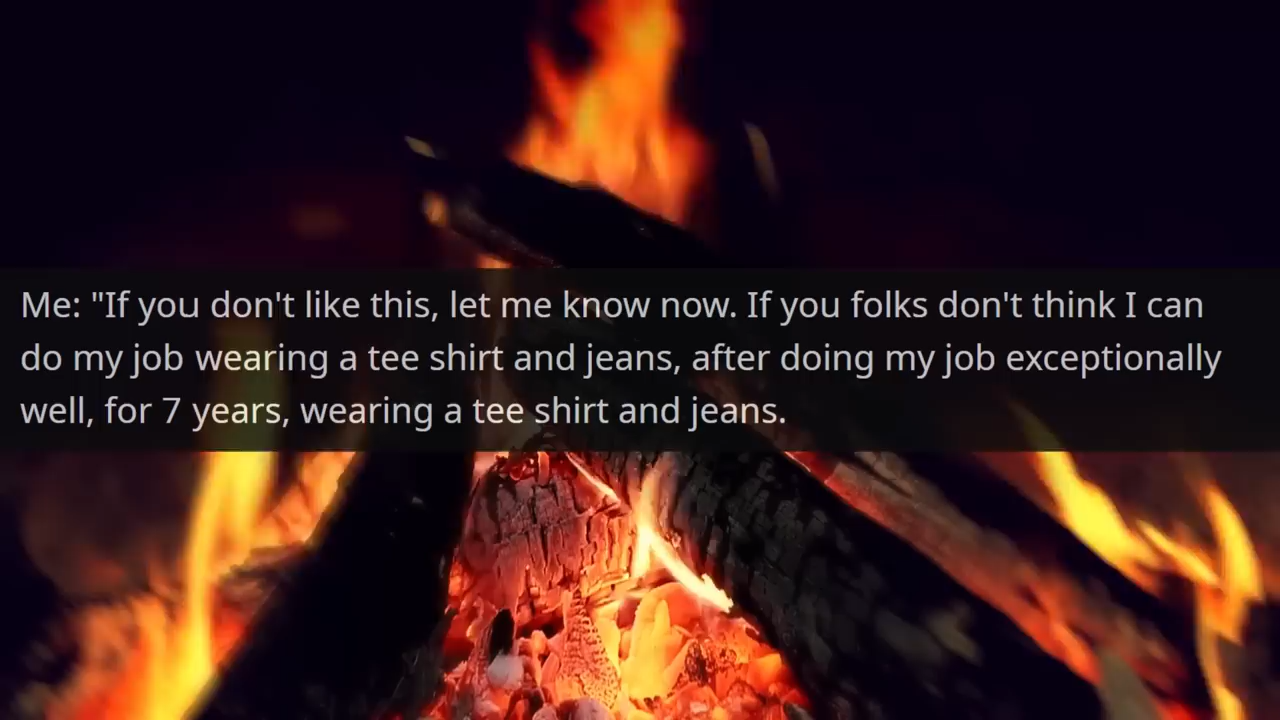 Me: "If you don't like this, let me know now. If you folks don't think I can
do my job wearing a tee shirt and jeans, after doing my job exceptionally
well, for 7 years, wearing a tee shirt and jeans.